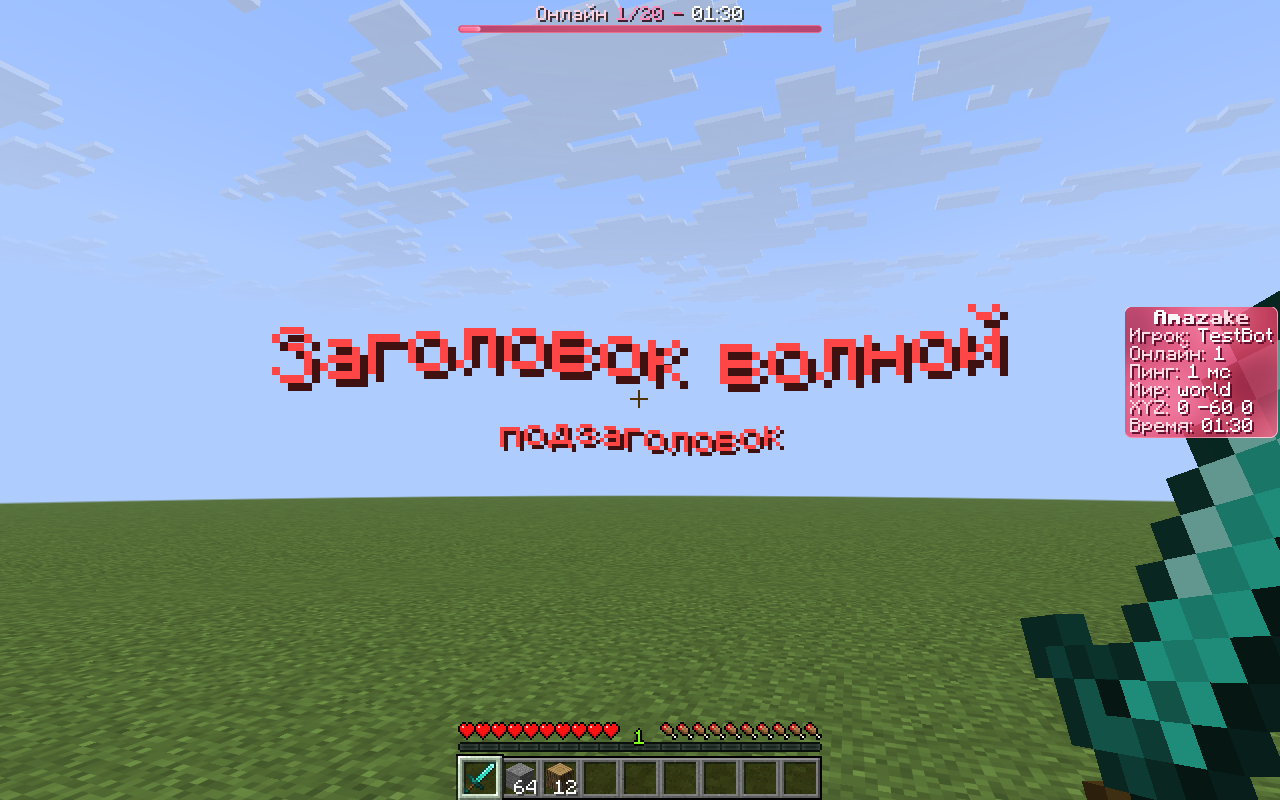 Онлайн 1/20 - 01:30
Заголовок волной
подзаголовок
Amazake
Игрок: TestBot
Онлайн: 1
Пинг: 1 мс
Мир: world
XYZ: 0 -60 0
Время: 01:30
1
64 12